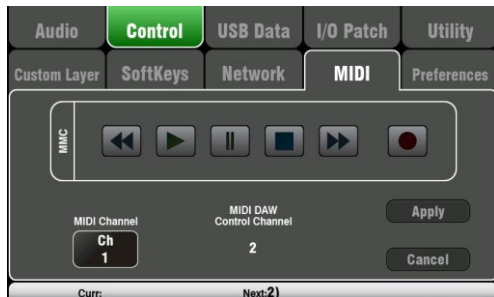 Audio Control USB Data I/O Patch Utility
Custom Layer SoftKeys Network MIDI Preferences
MMC
MIDI Channel
Ch
1
MIDI DAW
Control Channel
2
Apply
Cancel
Curr: Next:2)